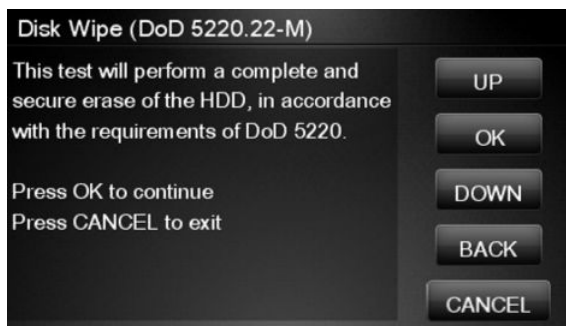 Disk Wipe (DoD 5220.22-M)
This test will perform a complete and
secure erase of the HDD, in accordance
with the requirements of DoD 5220.
Press OK to continue
Press CANCEL to exit
UP
OK
DOWN
BACK
CANCEL